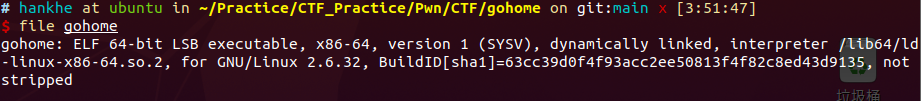 # hankhe at ubuntu in ~/Practice/CTF_Practice/Pwn/CTF/gohome on git:main x [3:51:47]
$ file gohome
gohome: ELF 64-bit LSB executable, x86-64, version 1 (SYSV), dynamically linked, interpreter /lib64/ld
-linux-x86-64.so.2, for GNU/Linux 2.6.32, BuildID[sha1]=63cc39d0f4f93acc2ee50813f4f82c8ed43d9135, not
stripped
垃圾桶